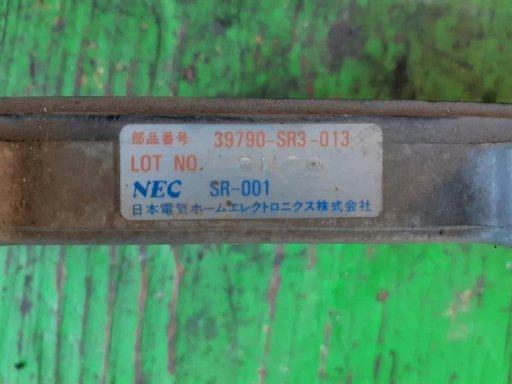 部品番号 39790-SR3-013
LOT NO.
NEC SR-001
日本電気ホームエレクトロニクス株式会社